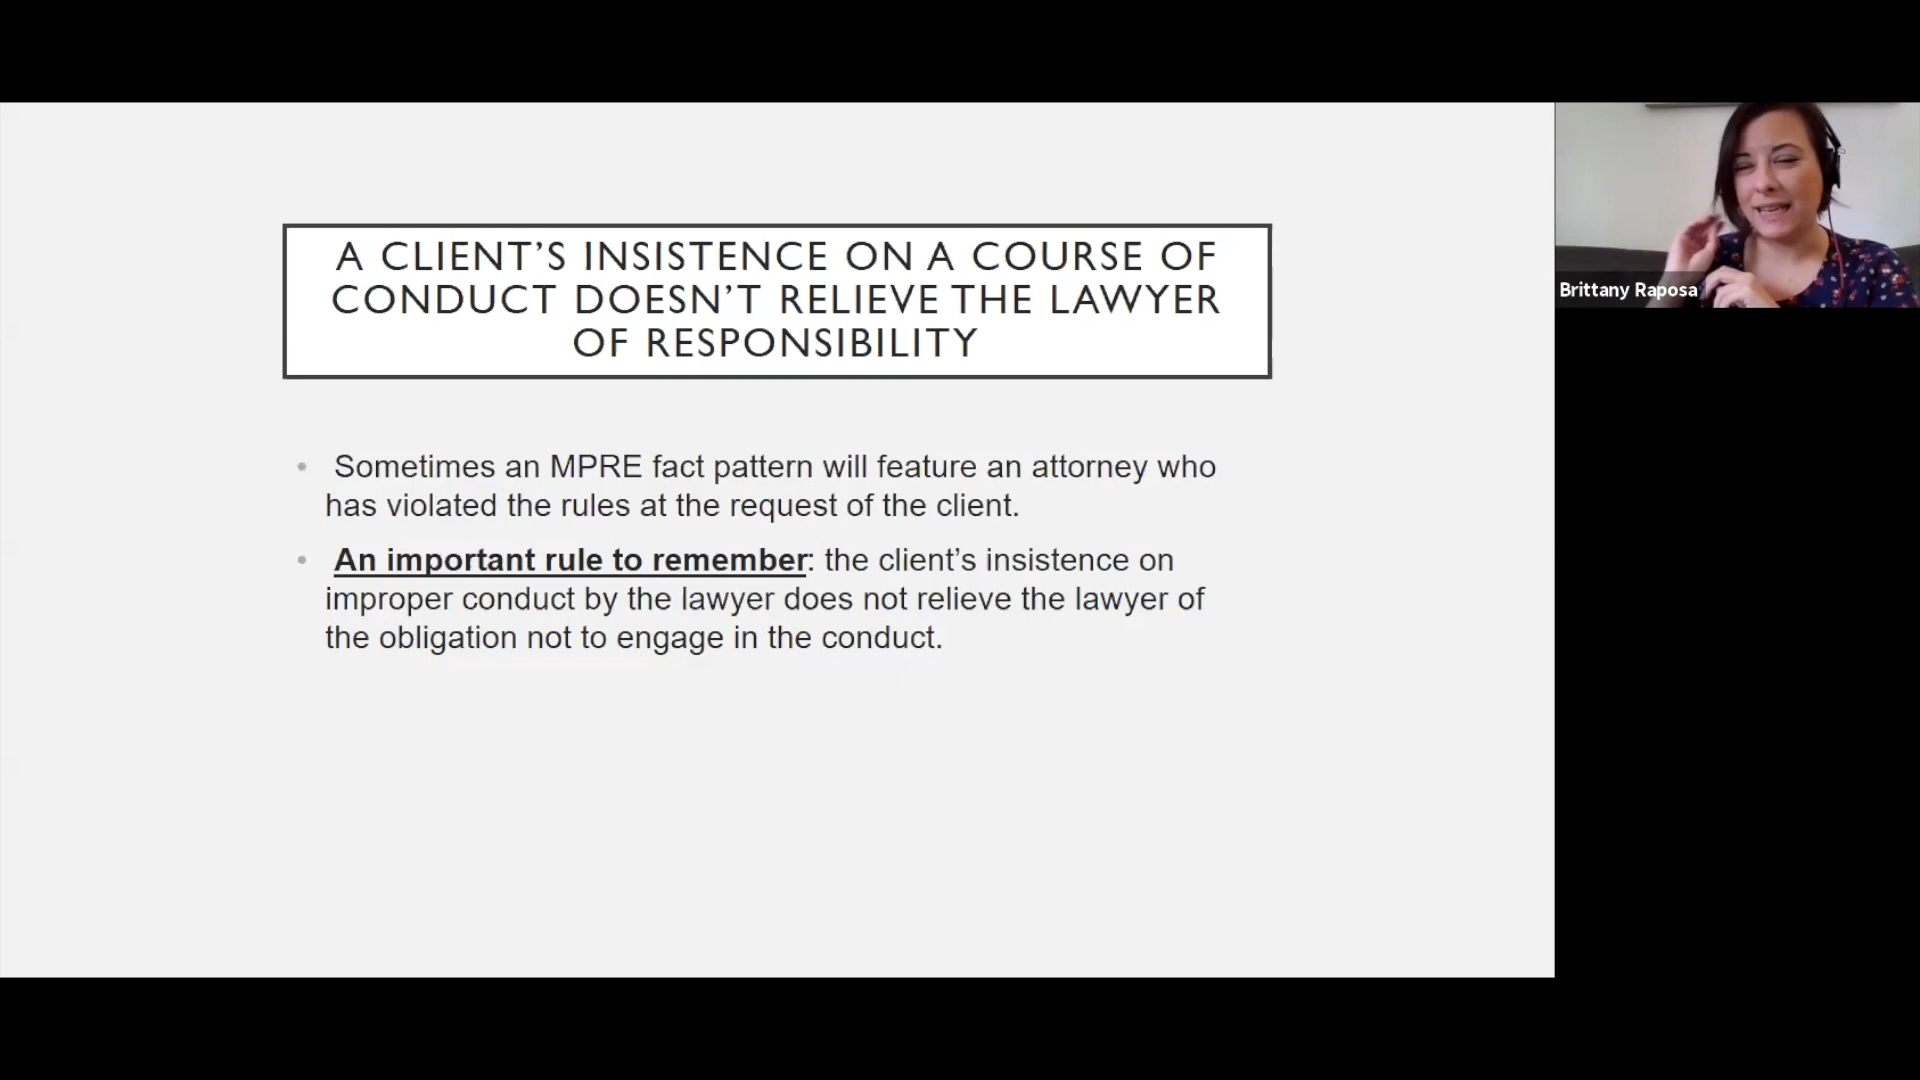 A CLIENT’S INSISTENCE ON A COURSE OF
CONDUCT DOESN’T RELIEVE THE LAWYER
OF RESPONSIBILITY
• Sometimes an MPRE fact pattern will feature an attorney who
has violated the rules at the request of the client.
• An important rule to remember: the client’s insistence on
improper conduct by the lawyer does not relieve the lawyer of
the obligation not to engage in the conduct.
Brittany Raposa